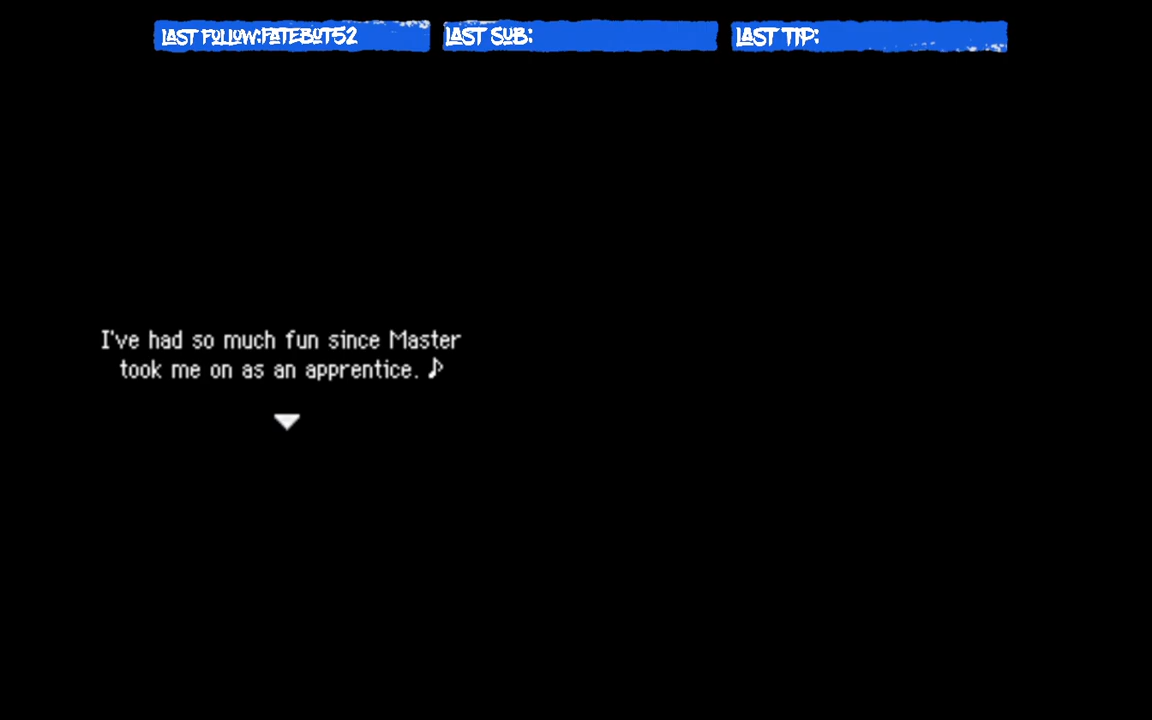 LAST FOLLOW:FATEBOT52
LAST SUB:
LAST TIP:
I've had so much fun since Master
took me on as an apprentice. ♪